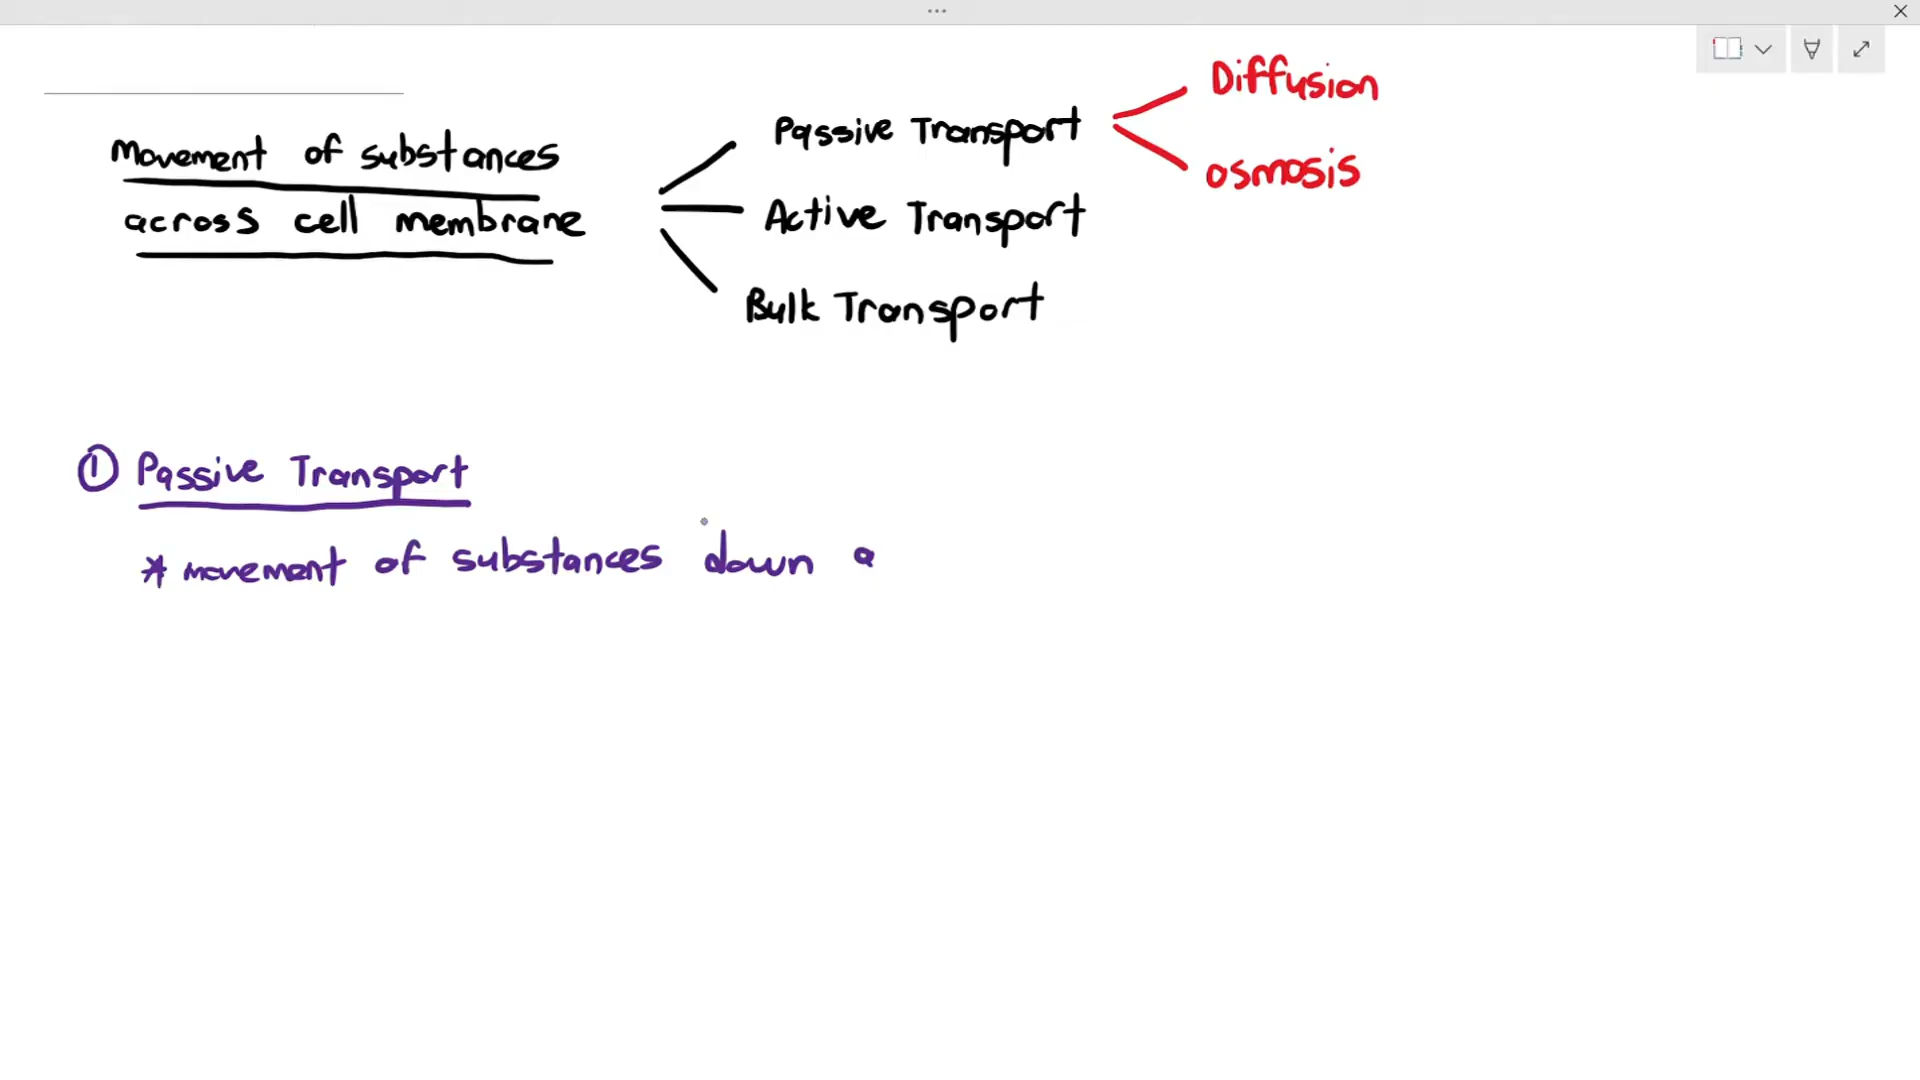 Movement of substances
across cell membrane
Passive Transport
Active Transport
Bulk Transport
Diffusion
osmosis
① Passive Transport
* movement of substances down a